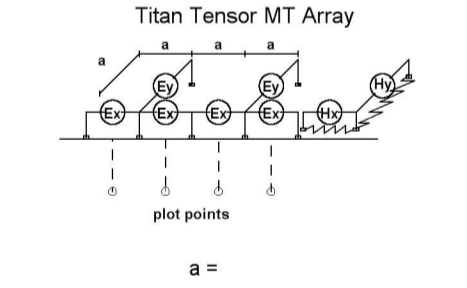 Titan Tensor MT Array
a a a
a
Ey Ey Hy
Ex Ex Ex Ex Hx
plot points
a =